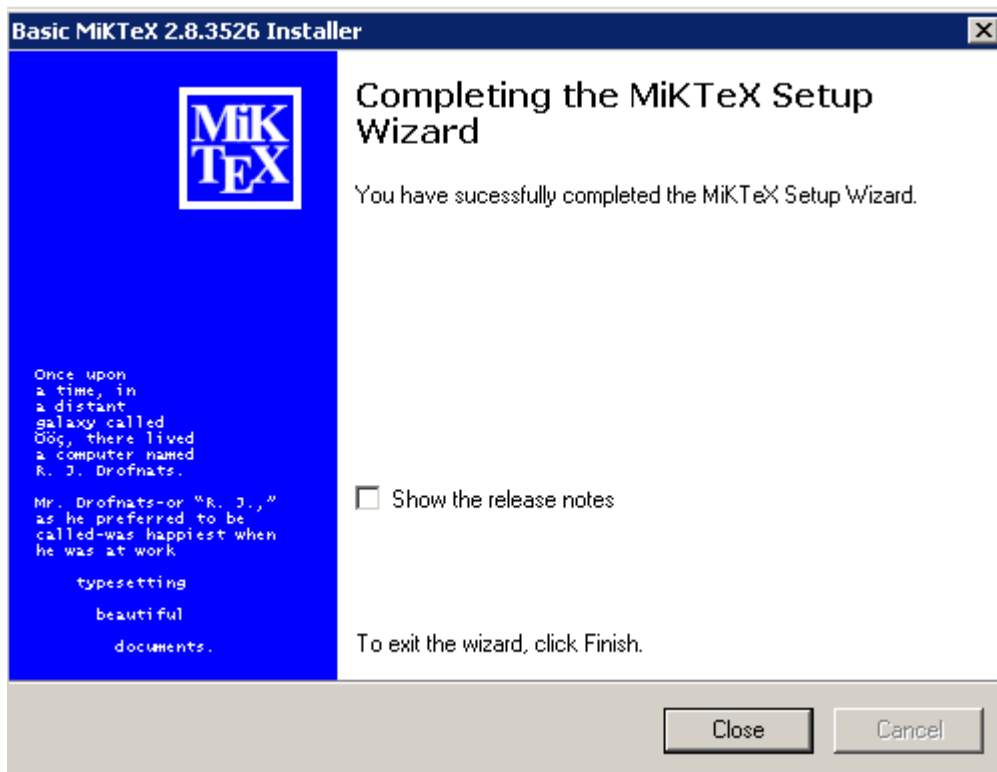 Basic MiKTeX 2.8.3526 Installer
MiK
TEX
Completing the MiKTeX Setup
Wizard
You have sucessfully completed the MiKTeX Setup Wizard.
Once upon
a time, in
a distant
galaxy called
Ööç, there lived
a computer named
R. J. Drofnats.
Mr. Drofnats-or “R. J.,”
as he preferred to be
called-was happiest when
he was at work
typesetting
beautiful
documents.
Show the release notes
To exit the wizard, click Finish.
Close
Cancel